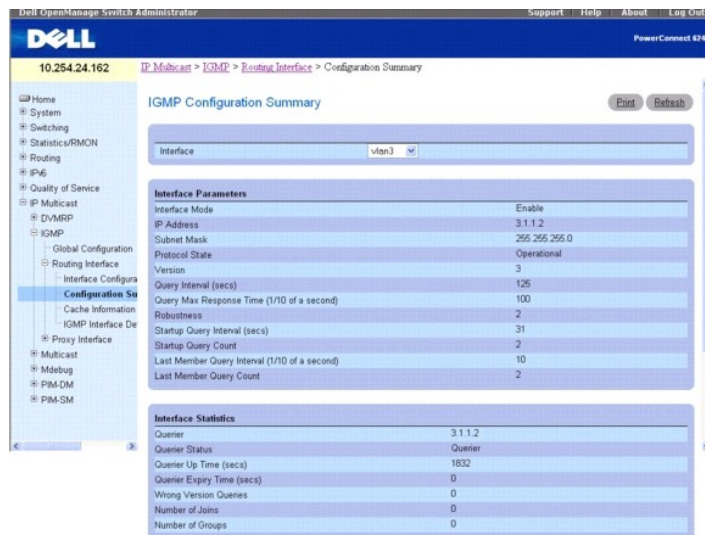 Dell OpenManage Switch Administrator Support Help About Log Out
DELL
PowerConnect 624
10.254.24.162
IP Multicast > IGMP > Routing Interface > Configuration Summary
Home
System
Switching
Statistics/RMON
Routing
IPv6
Quality of Service
IP Multicast
DVMRP
IGMP
Global Configuration
Routing Interface
Interface Configura
Configuration Su
Cache Information
IGMP Interface De
Proxy Interface
Multicast
Mdebug
PIM-DM
PIM-SM
IGMP Configuration Summary
Print Refresh
Interface vlan3
Interface Parameters
Interface Mode Enable
IP Address 3.1.1.2
Subnet Mask 255.255.255.0
Protocol State Operational
Version 3
Query Interval (secs) 125
Query Max Response Time (1/10 of a second) 100
Robustness 2
Startup Query Interval (secs) 31
Startup Query Count 2
Last Member Query Interval (1/10 of a second) 10
Last Member Query Count 2
Interface Statistics
Querier 3.1.1.2
Querier Status Querier
Querier Up Time (secs) 1832
Querier Expiry Time (secs) 0
Wrong Version Queries 0
Number of Joins 0
Number of Groups 0